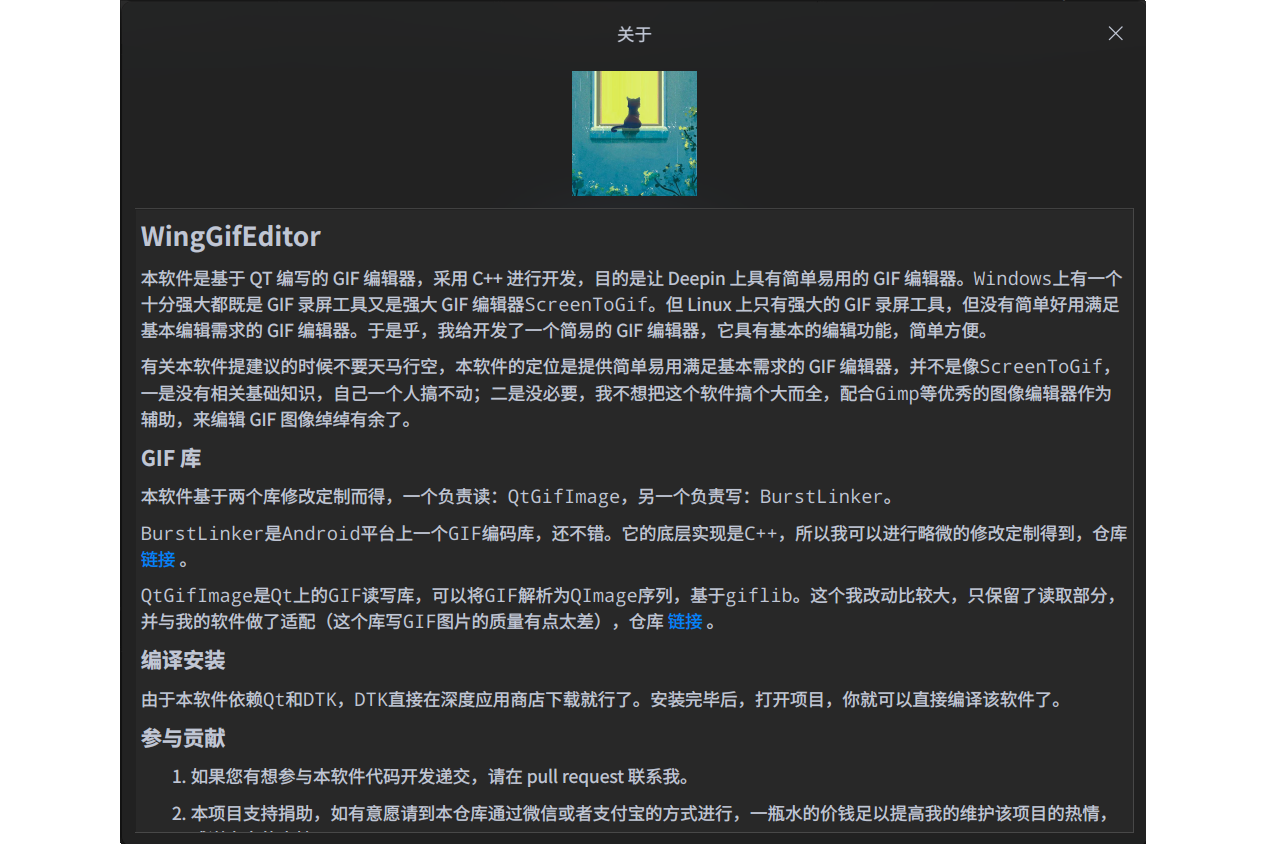 关于
WingGifEditor
本软件是基于 QT 编写的 GIF 编辑器，采用 C++ 进行开发，目的是让 Deepin 上具有简单易用的 GIF 编辑器。Windows上有一个
十分强大都既是 GIF 录屏工具又是强大 GIF 编辑器ScreenToGif。但 Linux 上只有强大的 GIF 录屏工具，但没有简单好用满足
基本编辑需求的 GIF 编辑器。于是乎，我给开发了一个简易的 GIF 编辑器，它具有基本的编辑功能，简单方便。
有关本软件提建议的时候不要天马行空，本软件的定位是提供简单易用满足基本需求的 GIF 编辑器，并不是像ScreenToGif，
一是没有相关基础知识，自己一个人搞不动；二是没必要，我不想把这个软件搞个大而全，配合Gimp等优秀的图像编辑器作为
辅助，来编辑 GIF 图像绰绰有余了。
GIF 库
本软件基于两个库修改定制而得，一个负责读：QtGifImage，另一个负责写：BurstLinker。
BurstLinker是Android平台上一个GIF编码库，还不错。它的底层实现是C++，所以我可以进行略微的修改定制得到，仓库
链接 。
QtGifImage是Qt上的GIF读写库，可以将GIF解析为QImage序列，基于giflib。这个我改动比较大，只保留了读取部分，
并与我的软件做了适配（这个库写GIF图片的质量有点太差），仓库 链接 。
编译安装
由于本软件依赖Qt和DTK，DTK直接在深度应用商店下载就行了。安装完毕后，打开项目，你就可以直接编译该软件了。
参与贡献
1. 如果您有想参与本软件代码开发递交，请在 pull request 联系我。
2. 本项目支持捐助，如有意愿请到本仓库通过微信或者支付宝的方式进行，一瓶水的价钱足以提高我的维护该项目的热情，